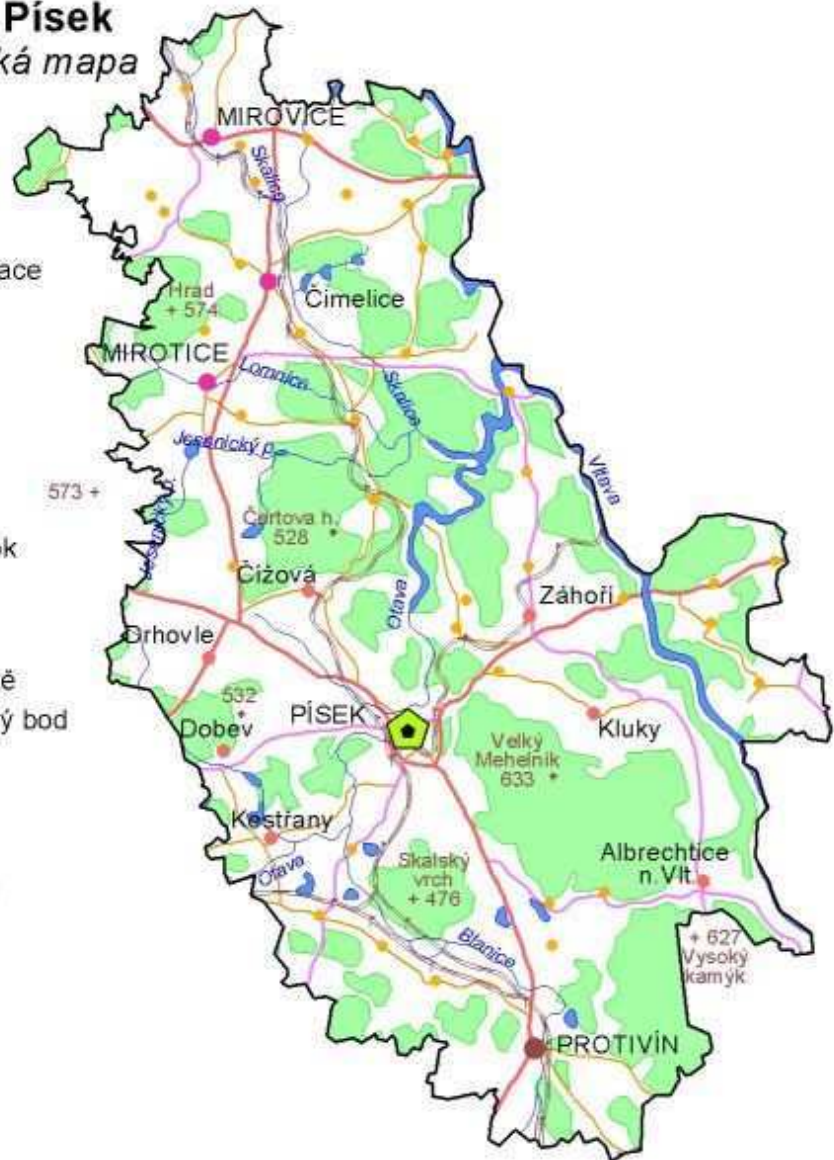 Písek
ká mapa
MIROVICE
Skalice
ace
Hrad
+ 574
Čimelice
MIROTICE
Lomnice
Skalice
Jesenický p.
573 +
Jesenický p.
Vltava
Čertova h.
528
ok
Čížová
Otava
Záhoří
Drhovle
ě
532
ý bod
PÍSEK
Dobev
Kluky
Velký
Mehelník
633
Kestřany
Otava
Skalský
vrch
+ 476
Albrechtice
n.Vlt.
Blanice
+ 627
Vysoký
kamýk
PROTIVÍN